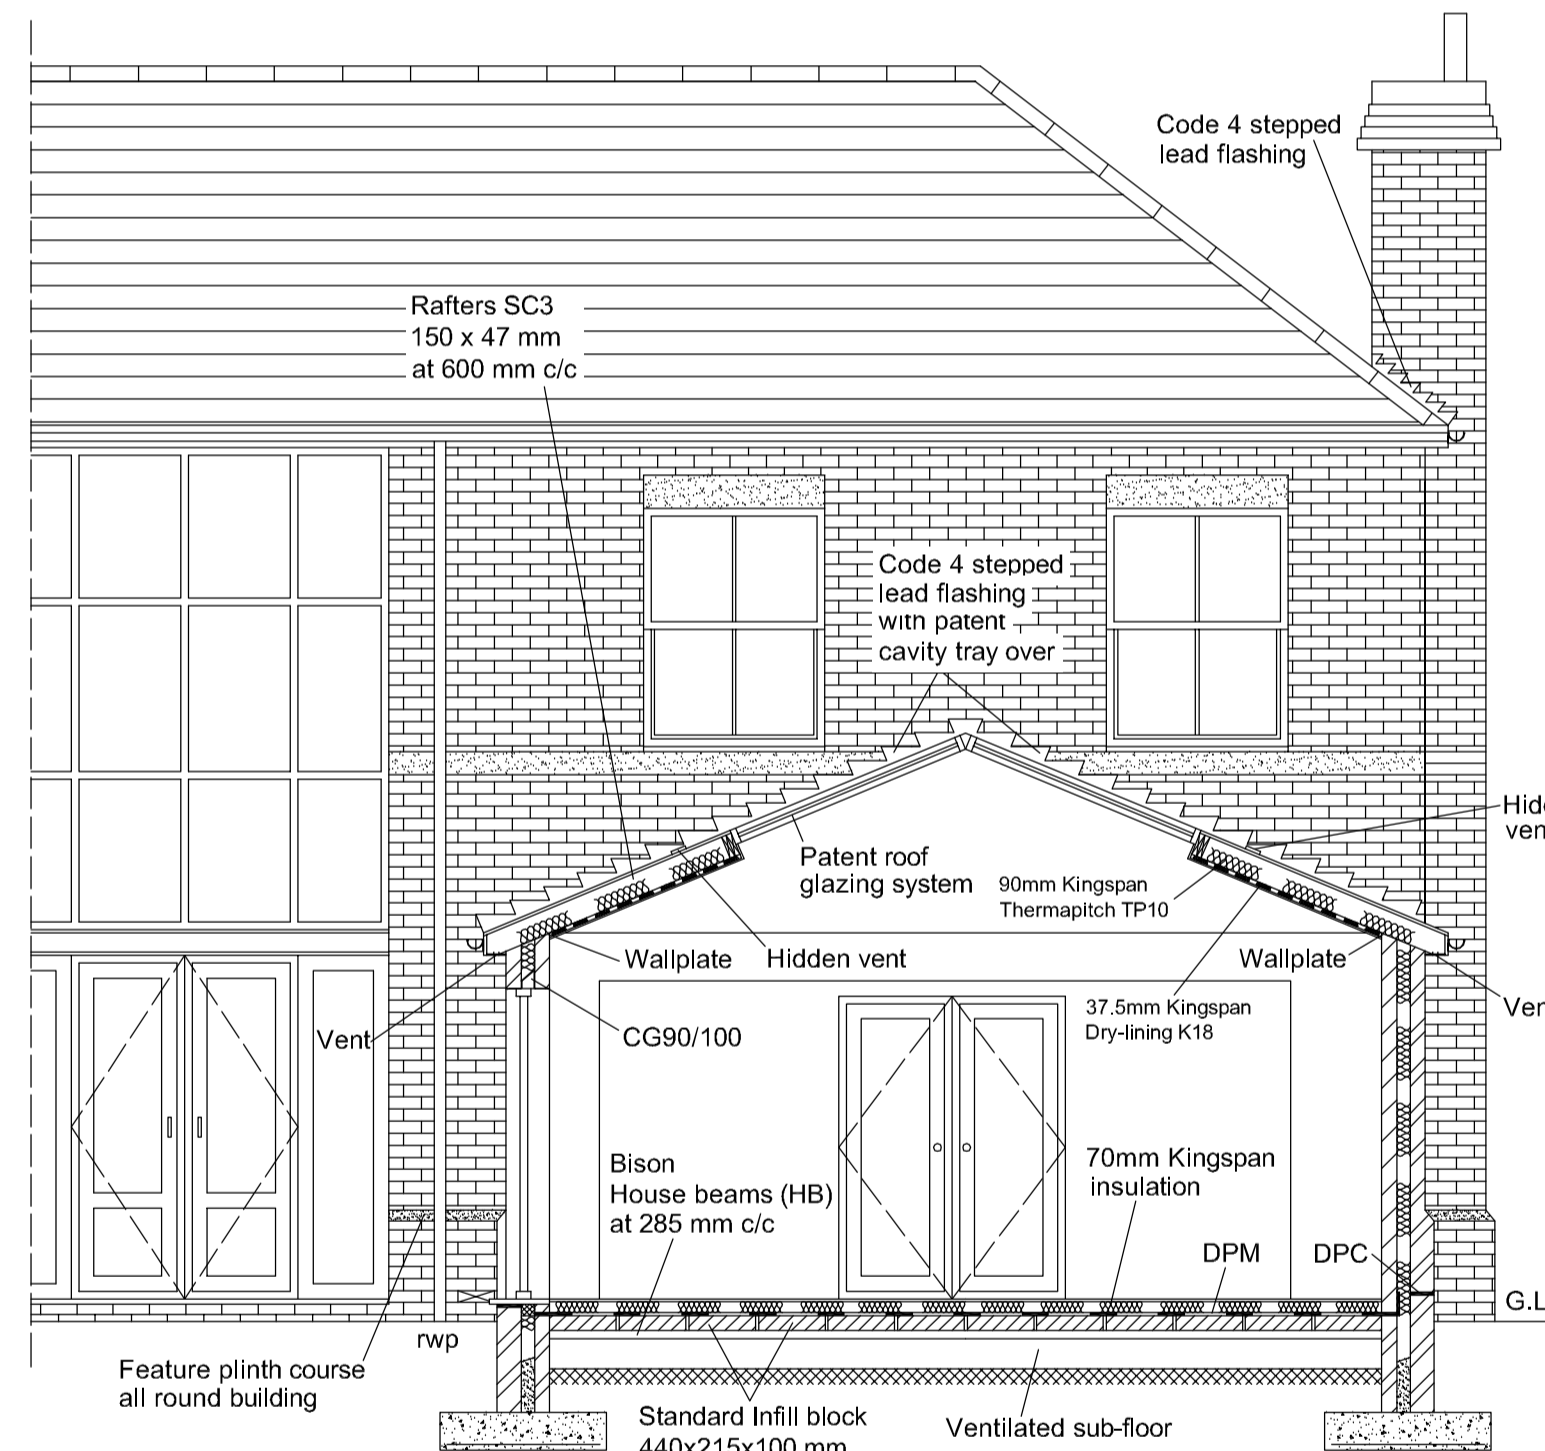 Code 4 stepped
lead flashing
Rafters SC3
150 x 47 mm
at 600 mm c/c
Code 4 stepped
lead flashing
with patent
cavity tray over
Patent roof
glazing system
90mm Kingspan
Thermapitch TP10
Wallplate
Hidden vent
Wallplate
37.5mm Kingspan
Dry-lining K18
Vent
CG90/100
Bison
House beams (HB)
at 285 mm c/c
70mm Kingspan
insulation
DPM
DPC
G.L
rwp
Feature plinth course
all round building
Standard Infill block
440x215x100 mm
Ventilated sub-floor